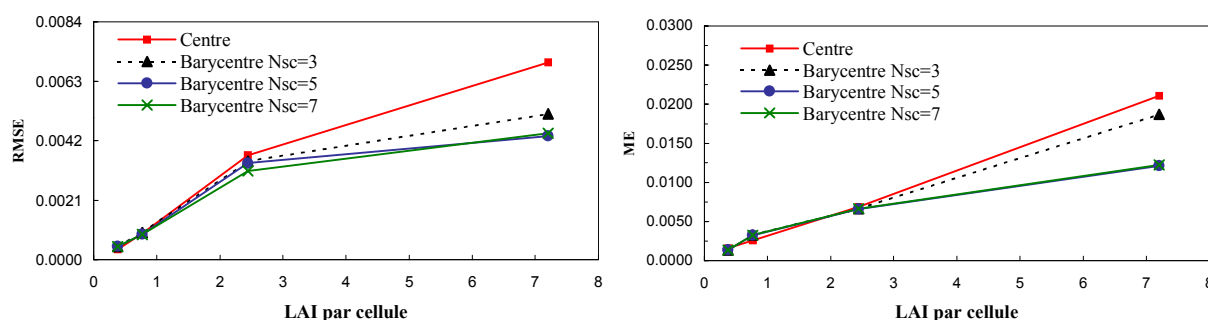 0.0084
0.0063
0.0042
0.0021
0.0000
RMSE
Centre
Barycentre Nsc=3
Barycentre Nsc=5
Barycentre Nsc=7
0 1 2 3 4 5 6 7 8
LAI par cellule
0.0300
0.0250
0.0200
0.0150
0.0100
0.0050
0.0000
ME
Centre
Barycentre Nsc=3
Barycentre Nsc=5
Barycentre Nsc=7
0 1 2 3 4 5 6 7 8
LAI par cellule